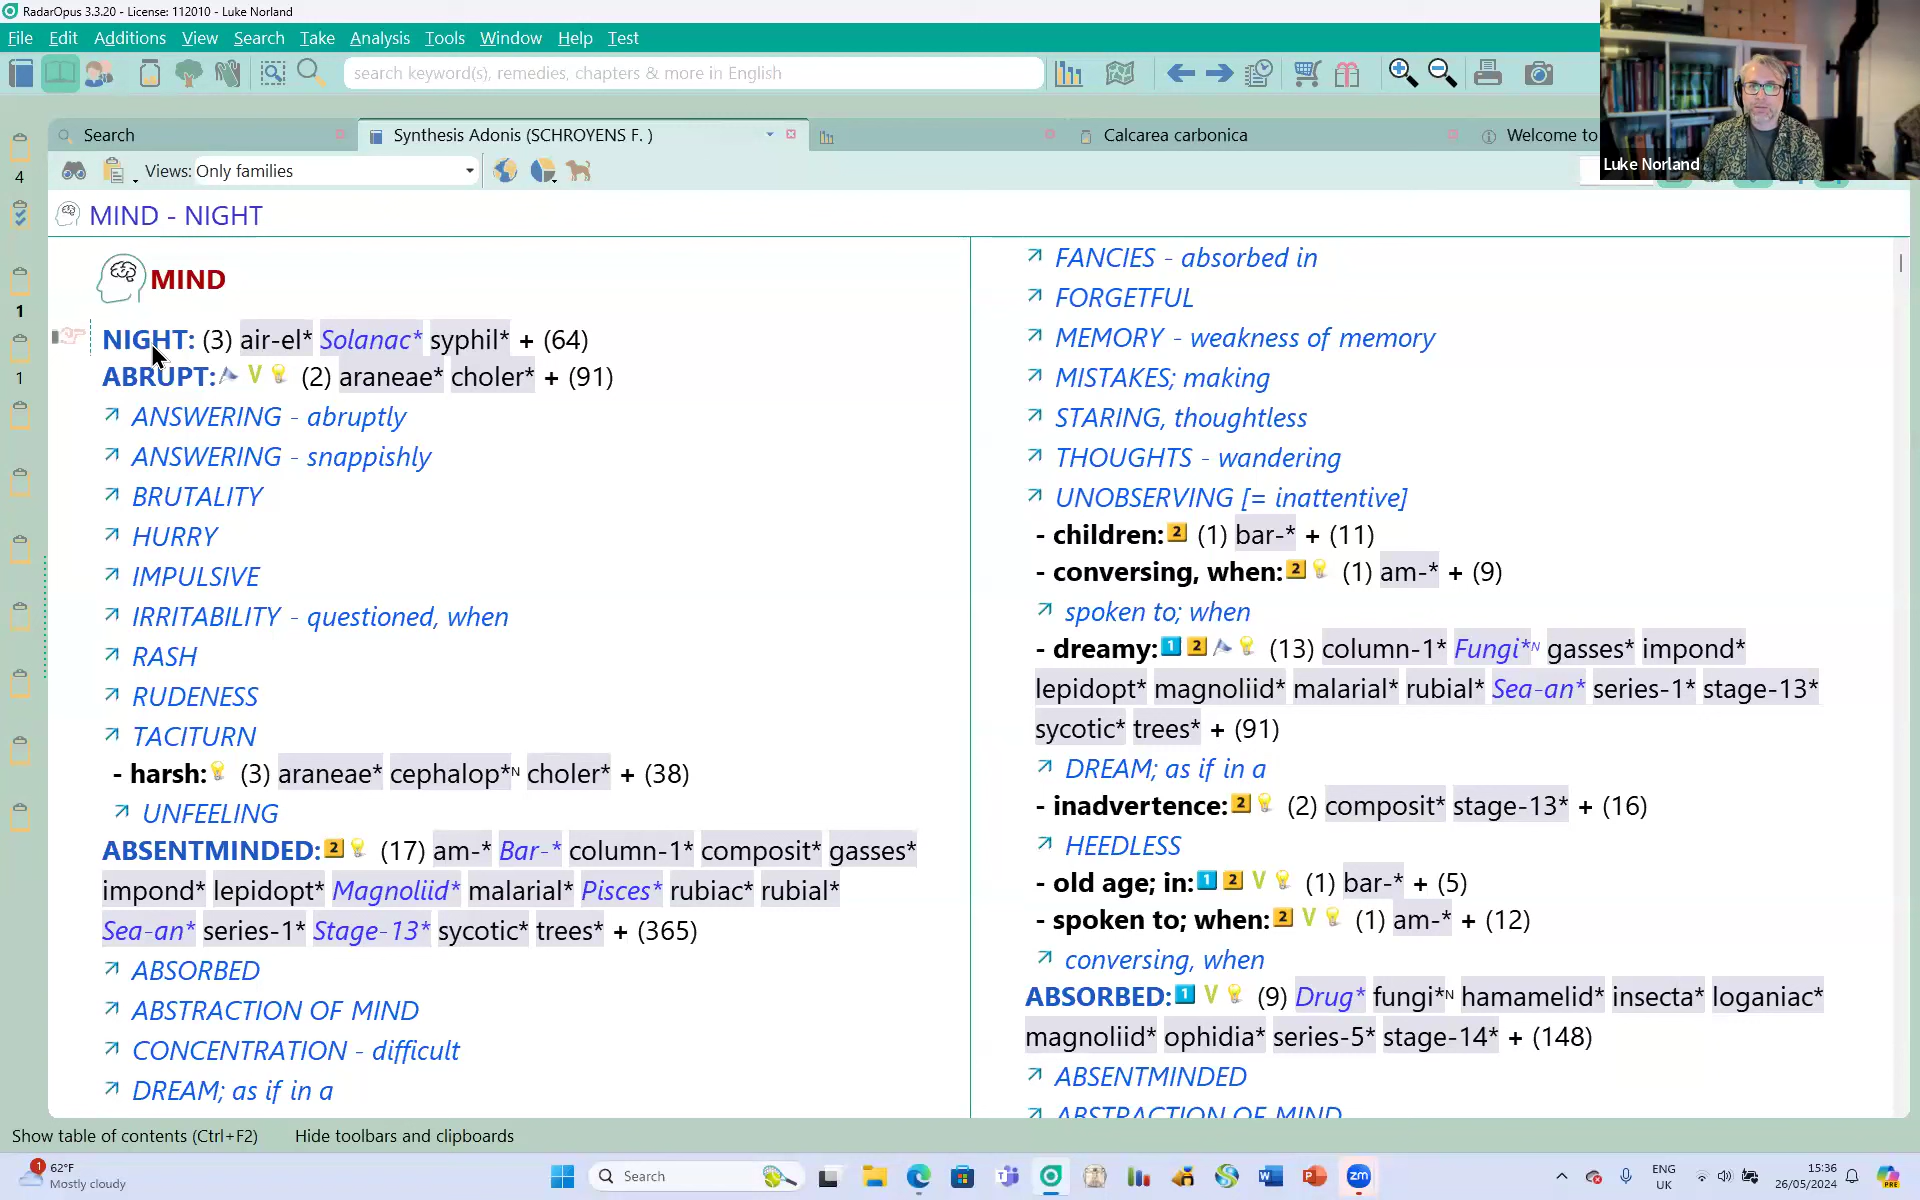 RadarOpus 3.3.20 - License: 112010 - Luke Norland
File Edit Additions View Search Take Analysis Tools Window Help Test
search keyword(s), remedies, chapters & more in English
Search
Synthesis Adonis (SCHROYENS F. )
Calcarea carbonica
Welcome to
Luke Norland
Views: Only families
MIND - NIGHT
4
1
1
MIND
NIGHT: (3) air-el* Solanac* syphil* + (64)
ABRUPT: V (2) araneae* choler* + (91)
ANSWERING - abruptly
ANSWERING - snappishly
BRUTALITY
HURRY
IMPULSIVE
IRRITABILITY - questioned, when
RASH
RUDENESS
TACITURN
- harsh: (3) araneae* cephalop*N choler* + (38)
UNFEELING
ABSENTMINDED: 2 (17) am-* Bar-* column-1* composit* gasses*
impond* lepidopt* Magnoliid* malarial* Pisces* rubiac* rubial*
Sea-an* series-1* Stage-13* sycotic* trees* + (365)
ABSORBED
ABSTRACTION OF MIND
CONCENTRATION - difficult
DREAM; as if in a
FANCIES - absorbed in
FORGETFUL
MEMORY - weakness of memory
MISTAKES; making
STARING, thoughtless
THOUGHTS - wandering
UNOBSERVING [= inattentive]
- children: 2 (1) bar-* + (11)
- conversing, when: 2 (1) am-* + (9)
spoken to; when
- dreamy: 1 2 (13) column-1* Fungi*N gasses* impond*
lepidopt* magnoliid* malarial* rubial* Sea-an* series-1* stage-13*
sycotic* trees* + (91)
DREAM; as if in a
- inadvertence: 2 (2) composit* stage-13* + (16)
HEEDLESS
- old age; in: 1 2 V (1) bar-* + (5)
- spoken to; when: 2 V (1) am-* + (12)
conversing, when
ABSORBED: 1 V (9) Drug* fungi*N hamamelid* insecta* loganiac*
magnoliid* ophidia* series-5* stage-14* + (148)
ABSENTMINDED
ABSTRACTION OF MIND
Show table of contents (Ctrl+F2) Hide toolbars and clipboards
1
62°F
Mostly cloudy
Search
W
P
zm
ENG
UK
15:36
26/05/2024
PRE